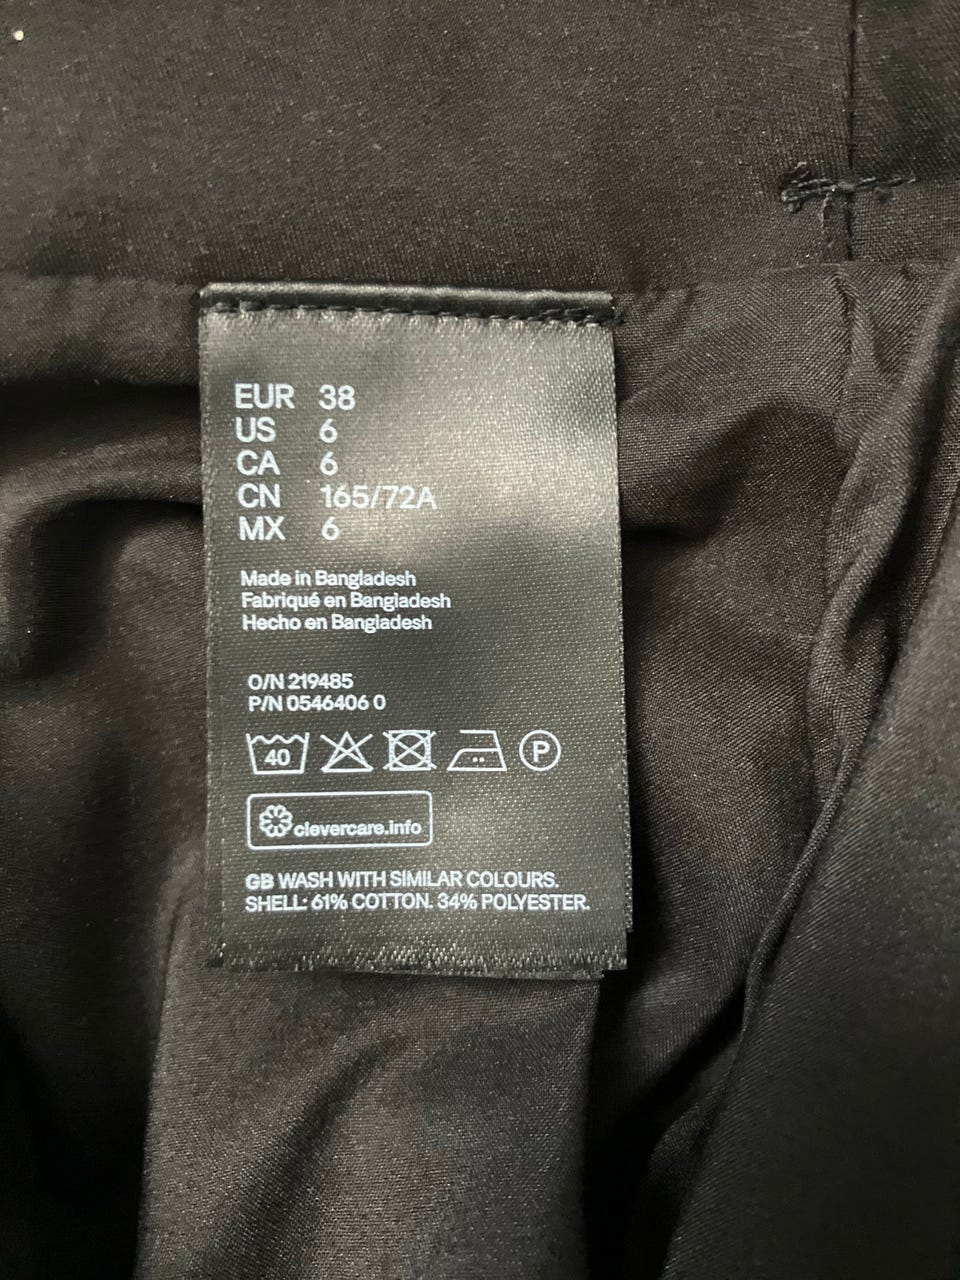 EUR 38
US 6
CA 6
CN 165/72A
MX 6
Made in Bangladesh
Fabriqué en Bangladesh
Hecho en Bangladesh
O/N 219485
P/N 0546406 0
40 P
clevercare.info
GB WASH WITH SIMILAR COLOURS.
SHELL: 61% COTTON. 34% POLYESTER.